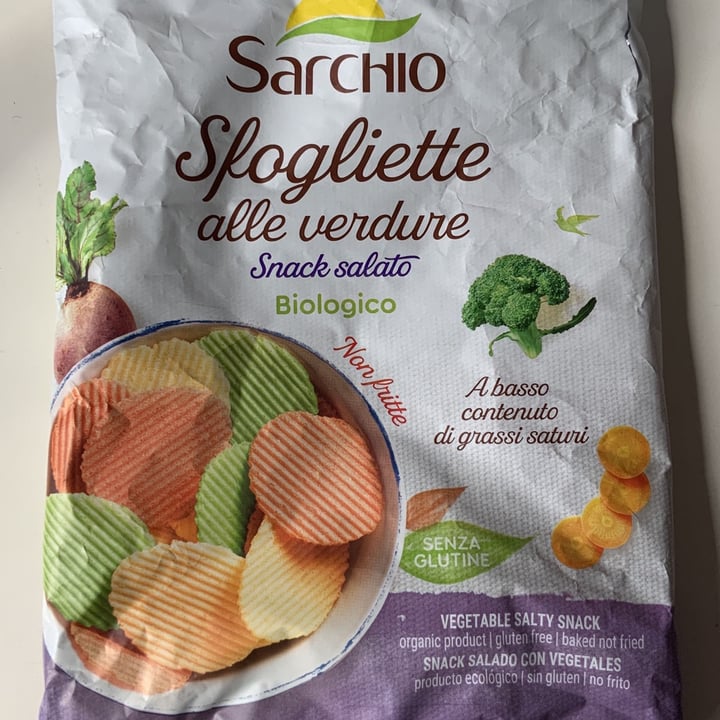 SARCHIO
Sfogliette
alle verdure
Snack salato
Biologico
Non fritte
A basso
contenuto
di grassi saturi
SENZA
GLUTINE
VEGETABLE SALTY SNACK
organic product | gluten free | baked not fried
SNACK SALADO CON VEGETALES
producto ecológico | sin gluten | no frito